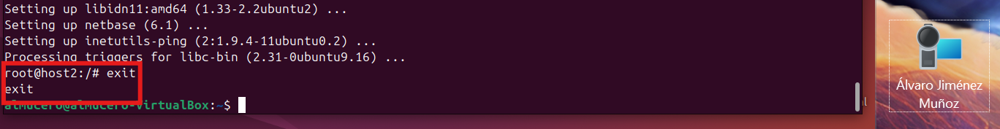 Setting up libidn11:amd64 (1.33-2.2ubuntu2) ...
Setting up netbase (6.1) ...
Setting up inetutils-ping (2:1.9.4-11ubuntu0.2) ...
Processing triggers for libc-bin (2.31-0ubuntu9.16) ...
root@host2:/# exit
exit
almucero@almucero-VirtualBox:~$
Álvaro Jiménez
Muñoz